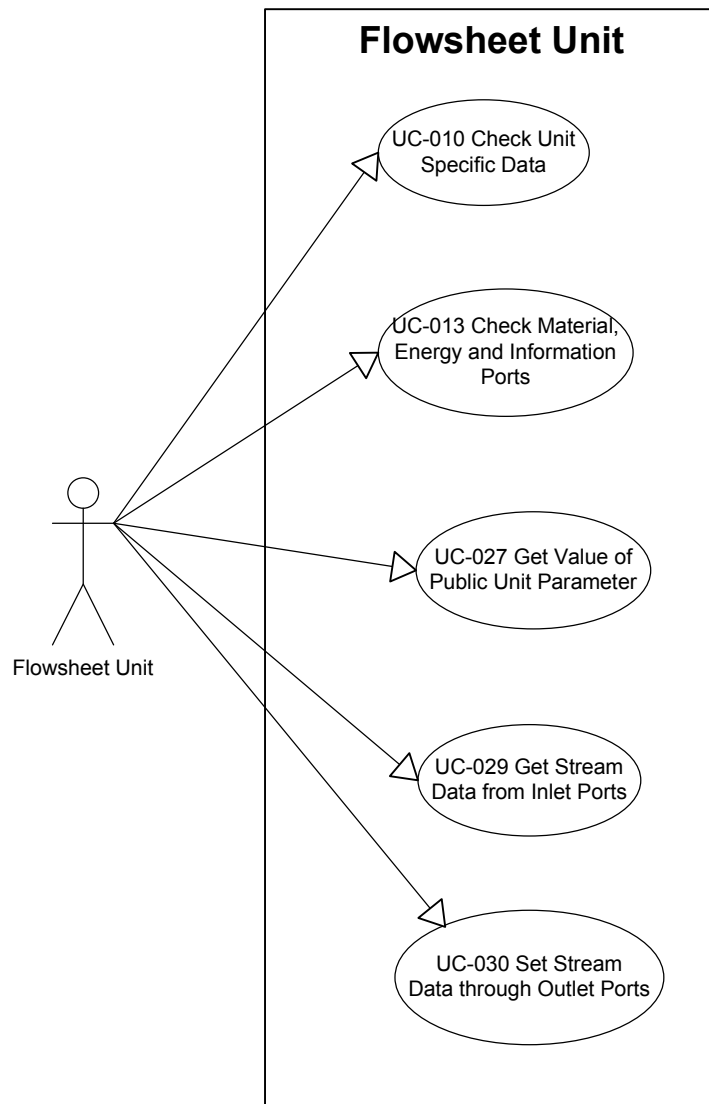 Flowsheet Unit
UC-010 Check Unit
Specific Data
UC-013 Check Material,
Energy and Information
Ports
UC-027 Get Value of
Public Unit Parameter
Flowsheet Unit
UC-029 Get Stream
Data from Inlet Ports
UC-030 Set Stream
Data through Outlet Ports